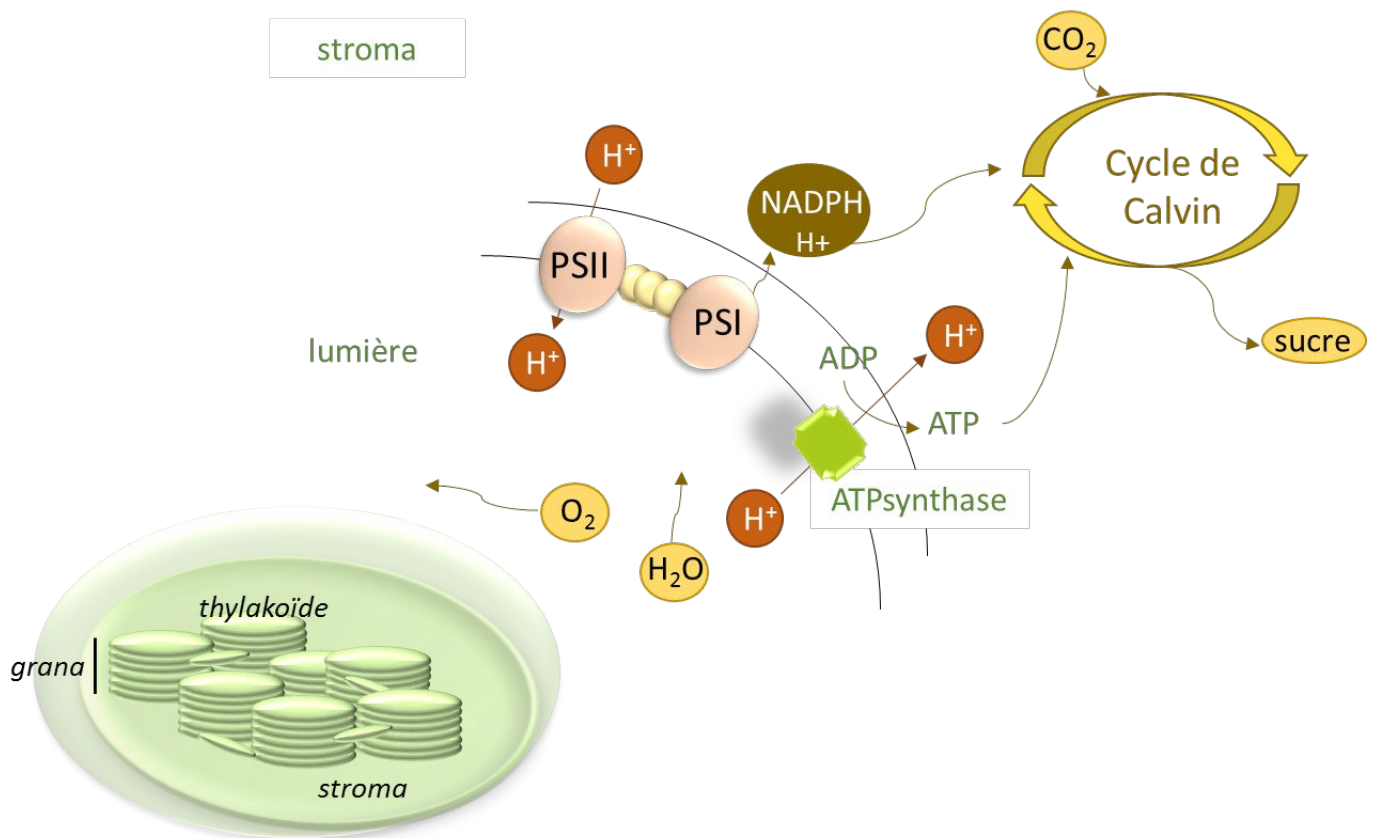 stroma
CO₂
H⁺
Cycle de
Calvin
NADPH
H+
PSII
PSI
H⁺
lumière
H⁺
ADP
sucre
ATP
ATPsynthase
O₂
H⁺
H₂O
thylakoïde
grana
stroma